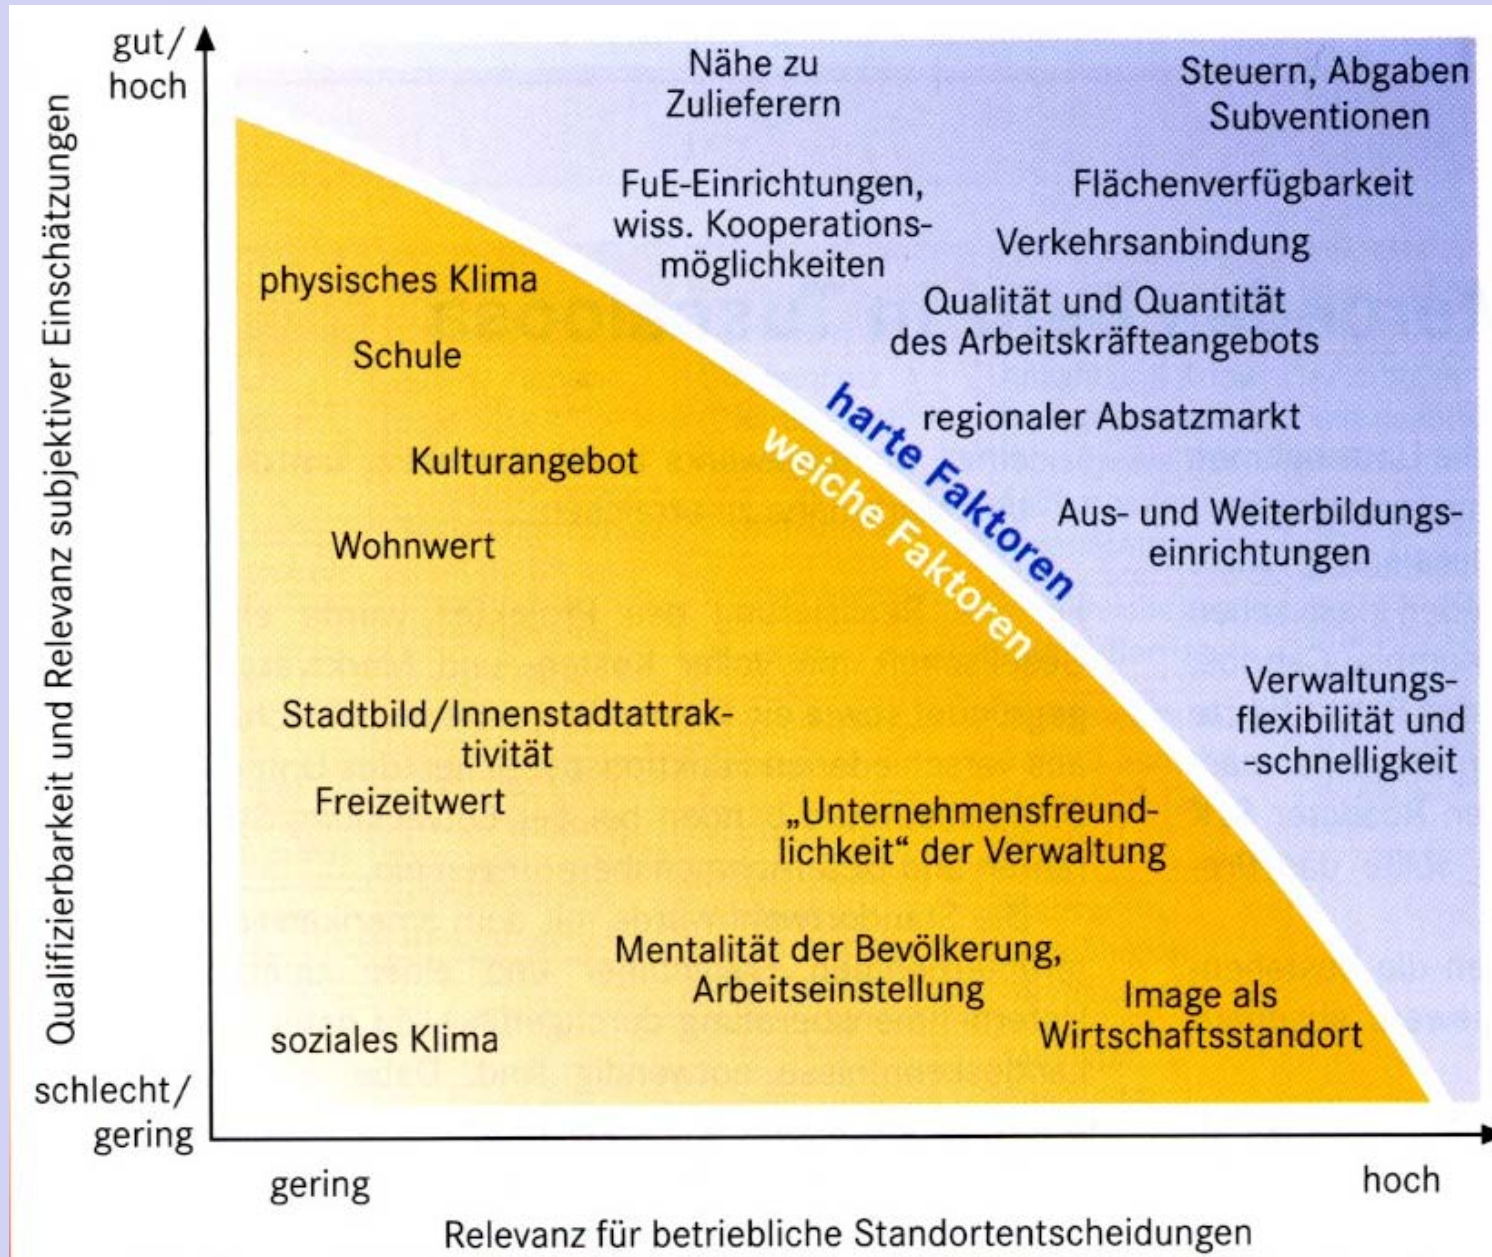 gut/
hoch
Qualifizierbarkeit und Relevanz subjektiver Einschätzungen
schlecht/
gering
Nähe zu
Zulieferern
Steuern, Abgaben
Subventionen
FuE-Einrichtungen,
wiss. Kooperations-
möglichkeiten
Flächenverfügbarkeit
Verkehrsanbindung
Qualität und Quantität
des Arbeitskräfteangebots
regionaler Absatzmarkt
Aus- und Weiterbildungs-
einrichtungen
Verwaltungs-
flexibilität und
-schnelligkeit
harte Faktoren
weiche Faktoren
physisches Klima
Schule
Kulturangebot
Wohnwert
Stadtbild/Innenstadtattrak-
tivität
Freizeitwert
„Unternehmensfreund-
lichkeit“ der Verwaltung
Mentalität der Bevölkerung,
Arbeitseinstellung
Image als
Wirtschaftsstandort
soziales Klima
gering
hoch
Relevanz für betriebliche Standortentscheidungen